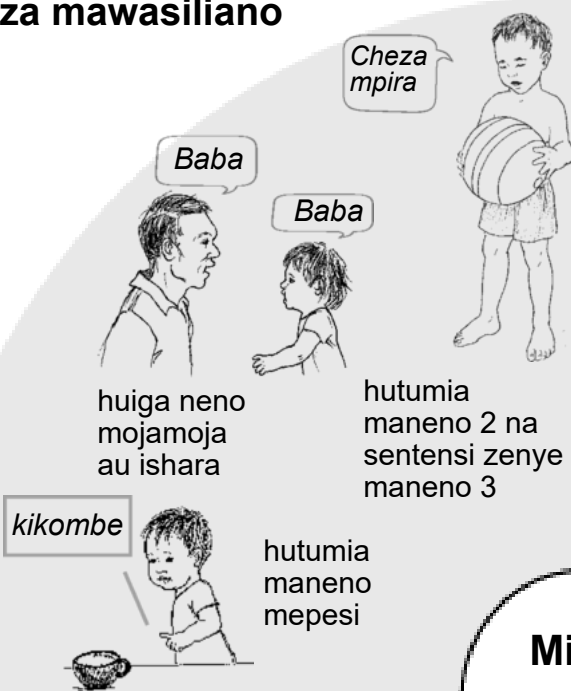 za mawasiliano
Cheza
mpira
Baba
Baba
huiga neno
mojamoja
au ishara
hutumia
maneno 2 na
sentensi zenye
maneno 3
kikombe
hutumia
maneno
mepesi
Mi